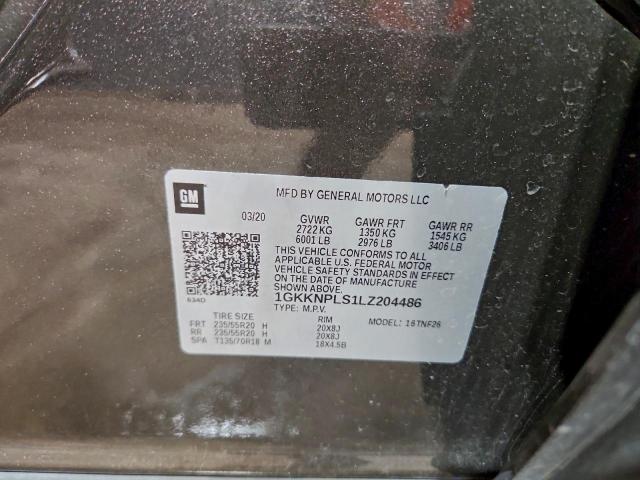 GM
MFD BY GENERAL MOTORS LLC
03/20 GVWR GAWR FRT GAWR RR
2722 KG 1350 KG 1545 KG
6001 LB 2976 LB 3406 LB
THIS VEHICLE CONFORMS TO ALL
APPLICABLE U.S. FEDERAL MOTOR
VEHICLE SAFETY STANDARDS IN EFFECT
ON THE DATE OF MANUFACTURE
SHOWN ABOVE.
634D 1GKKNPLS1LZ204486
TYPE: M.P.V.
TIRE SIZE RIM MODEL: 16TNF26
FRT 235/55R20 H 20X8J
RR 235/55R20 H 20X8J
SPA T135/70R18 M 18X4.5B